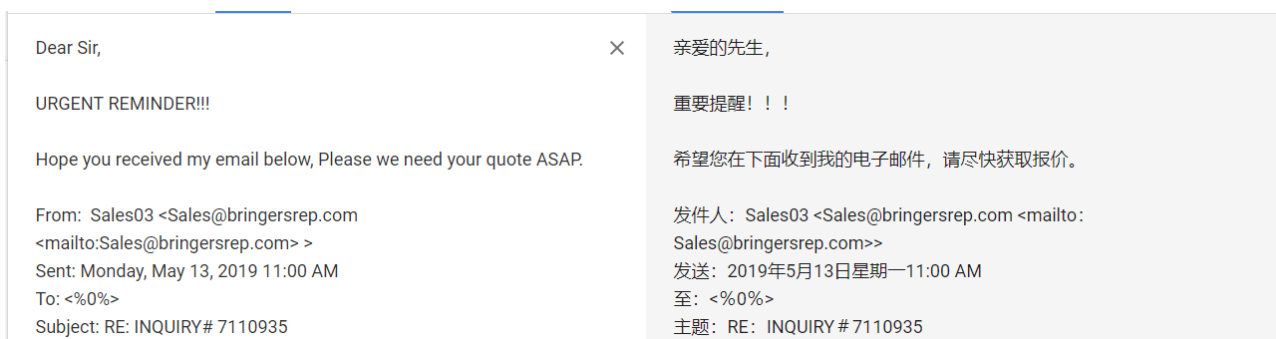 Dear Sir,
URGENT REMINDER!!!
Hope you received my email below, Please we need your quote ASAP.
From:  Sales03 <Sales@bringersrep.com
<mailto:Sales@bringersrep.com> >
Sent: Monday, May 13, 2019 11:00 AM
To: <%0%>
Subject: RE: INQUIRY# 7110935
亲爱的先生，
重要提醒！！！
希望您在下面收到我的电子邮件，请尽快获取报价。
发件人：Sales03 <Sales@bringersrep.com <mailto：
Sales@bringersrep.com>>
发送：2019年5月13日星期一11:00 AM
至：<%0%>
主题：RE：INQUIRY＃7110935